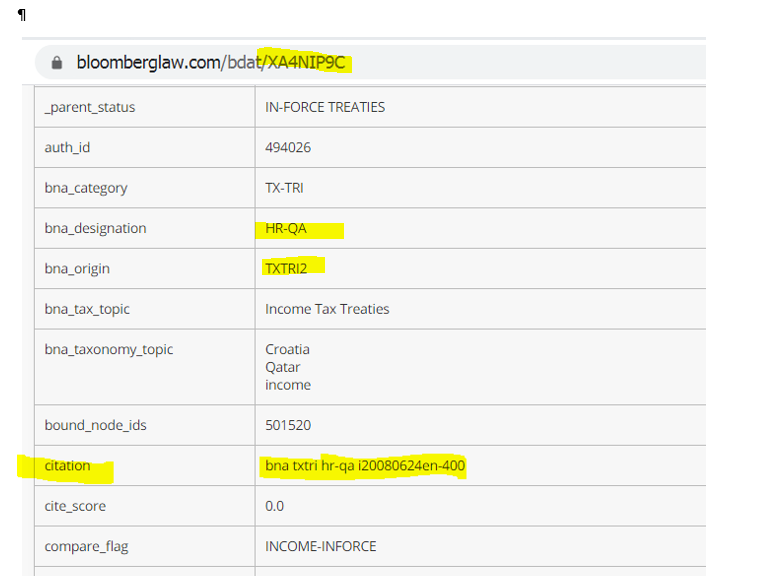 ¶
bloomberglaw.com/bdat/XA4NIP9C
_parent_status IN-FORCE TREATIES
auth_id 494026
bna_category TX-TRI
bna_designation HR-QA
bna_origin TXTRI2
bna_tax_topic Income Tax Treaties
bna_taxonomy_topic Croatia
Qatar
income
bound_node_ids 501520
citation bna txtri hr-qa i20080624en-400
cite_score 0.0
compare_flag INCOME-INFORCE